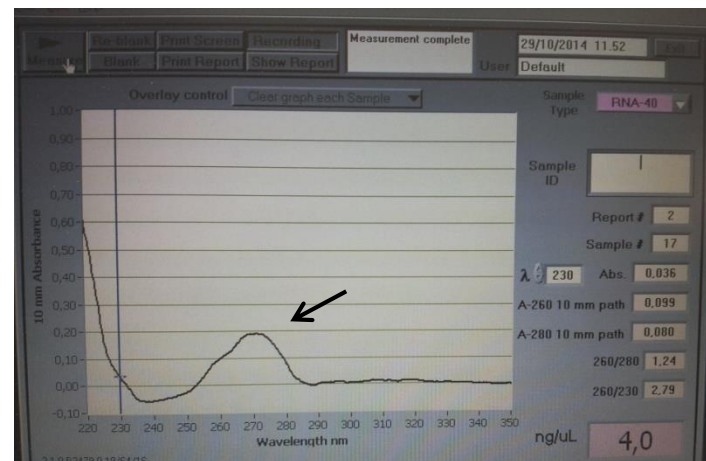 Re-blank Print Screen Recording Measurement complete 29/10/2014 11.52 Exit
Measure Blank Print Report Show Report User Default
Overlay control Clear graph each Sample Sample Type RNA-40
1,00
0,90
0,80
0,70
0,60
0,50
0,40
0,30
0,20
0,10
0,00
-0,10
10 mm Absorbance
220 230 240 250 260 270 280 290 300 310 320 330 340 350
Wavelength nm
Sample ID
Report # 2
Sample # 17
λ 230 Abs. 0,036
A-260 10 mm path 0,099
A-280 10 mm path 0,080
260/280 1,24
260/230 2,79
ng/uL 4,0